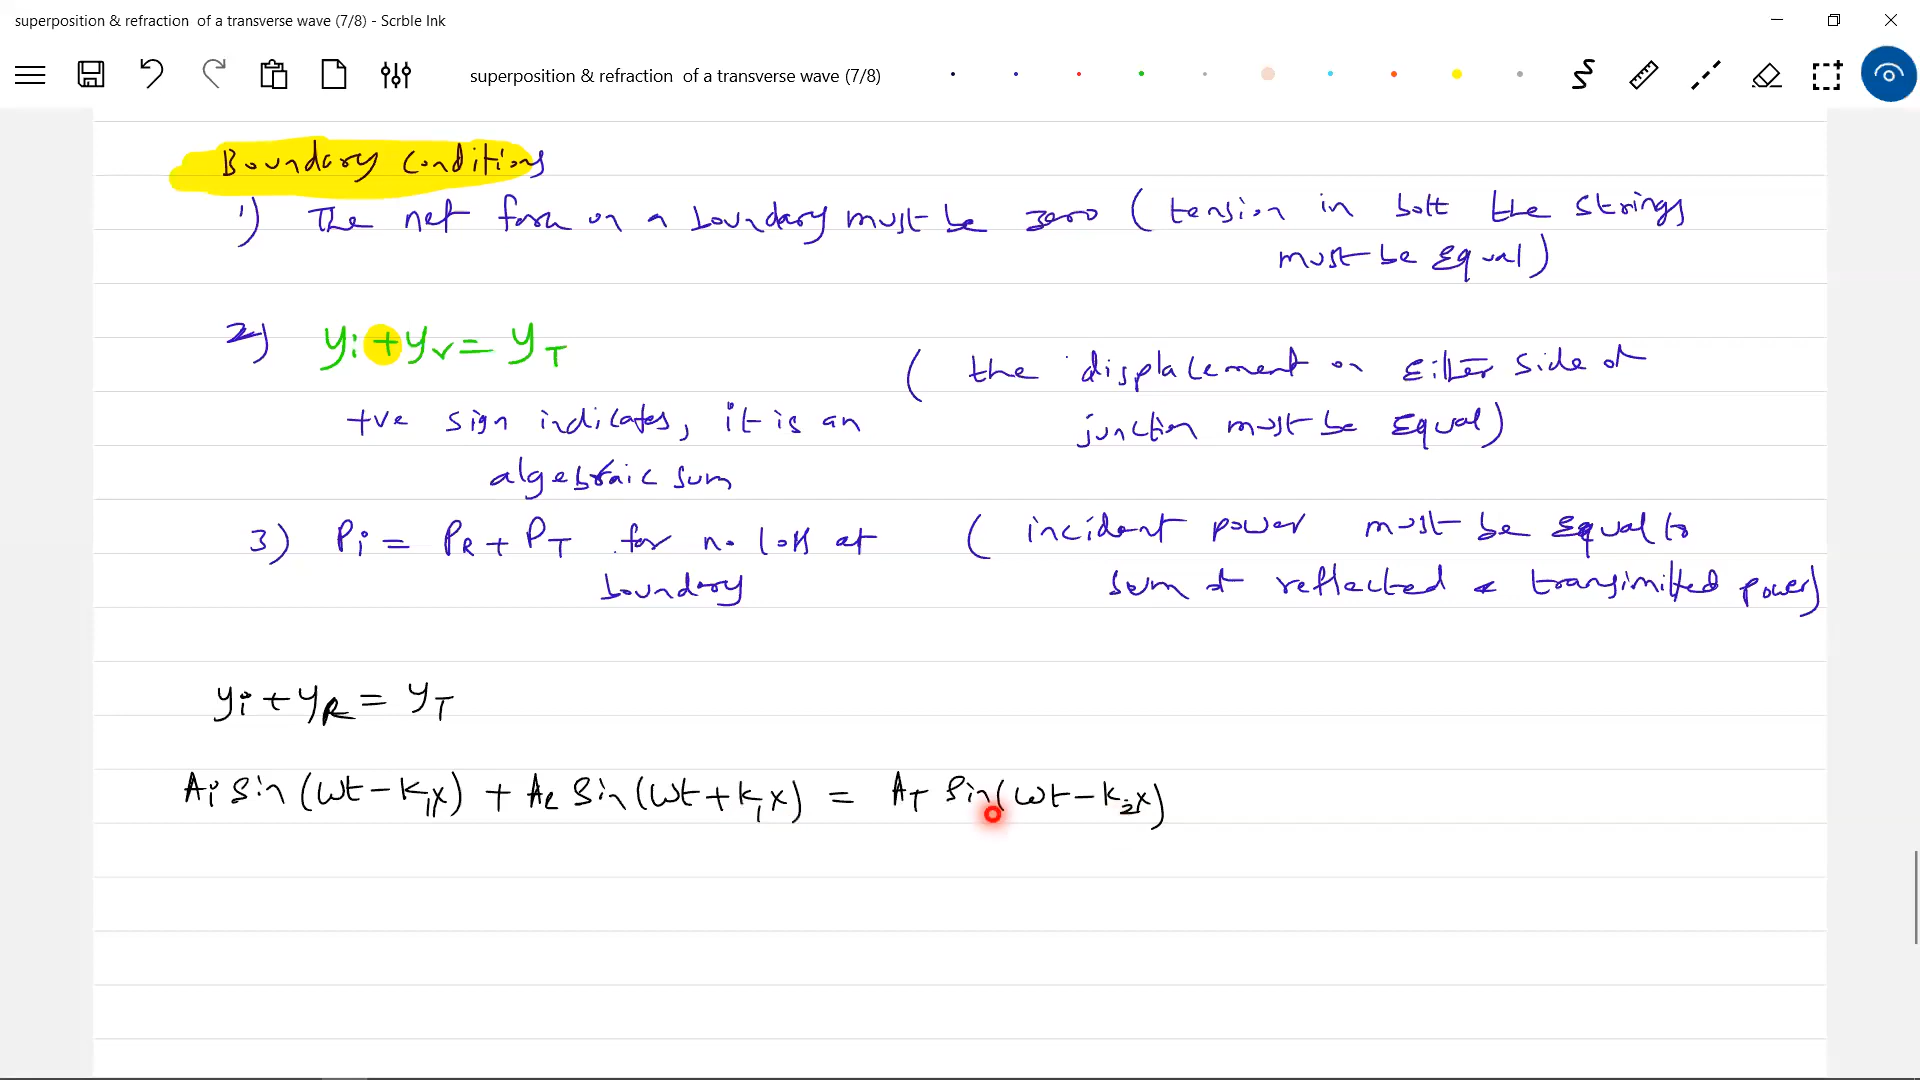 superposition & refraction of a transverse wave (7/8) - Scrble Ink
superposition & refraction of a transverse wave (7/8)
Boundary Conditions
1) The net force on a boundary must be zero (tension in both the strings
must be Equal)
2) yi + yr = yT
(the displacement on Either side of
+ve sign indicates, it is an
junction must be Equal)
algebraic sum
3) Pi = PR + PT for no loss at
(incident power must be Equal to
boundary
sum of reflected & transimitted power)
yi + yR = yT
Ai Sin(ωt - k1x) + AR Sin(ωt + k1x) = AT Sin(ωt - k2x)